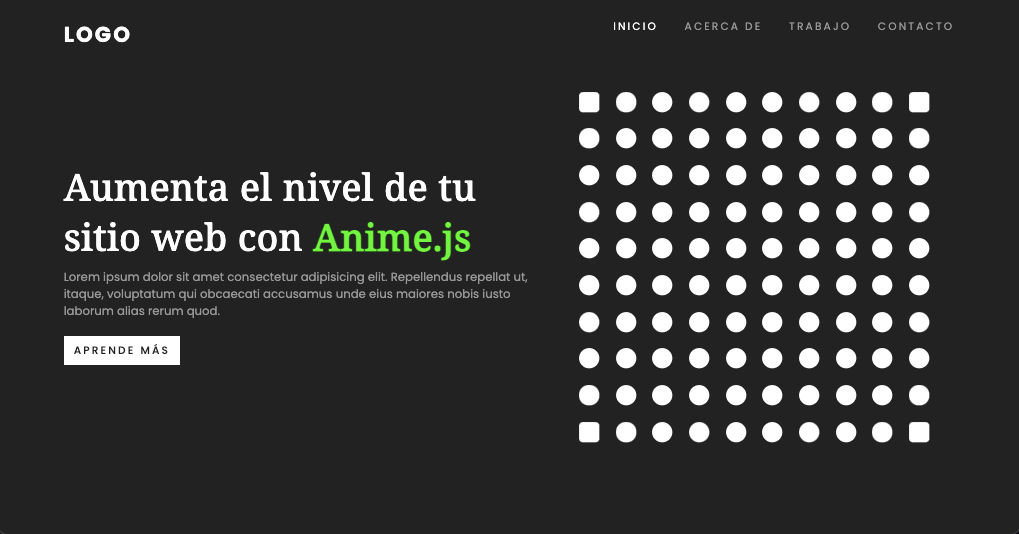 LOGO
INICIO ACERCA DE TRABAJO CONTACTO
Aumenta el nivel de tu
sitio web con Anime.js
Lorem ipsum dolor sit amet consectetur adipisicing elit. Repellendus repellat ut,
itaque, voluptatum qui obcaecati accusamus unde eius maiores nobis iusto
laborum alias rerum quod.
APRENDE MÁS